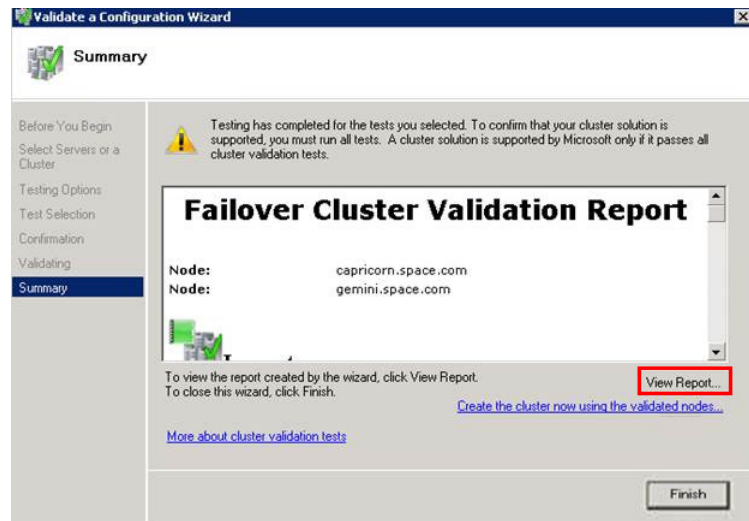 Validate a Configuration Wizard
Summary
Before You Begin
Select Servers or a
Cluster
Testing Options
Test Selection
Confirmation
Validating
Summary
Testing has completed for the tests you selected. To confirm that your cluster solution is
supported, you must run all tests. A cluster solution is supported by Microsoft only if it passes all
cluster validation tests.
Failover Cluster Validation Report
Node: capricorn.space.com
Node: gemini.space.com
To view the report created by the wizard, click View Report.
To close this wizard, click Finish.
View Report...
Create the cluster now using the validated nodes...
More about cluster validation tests
Finish